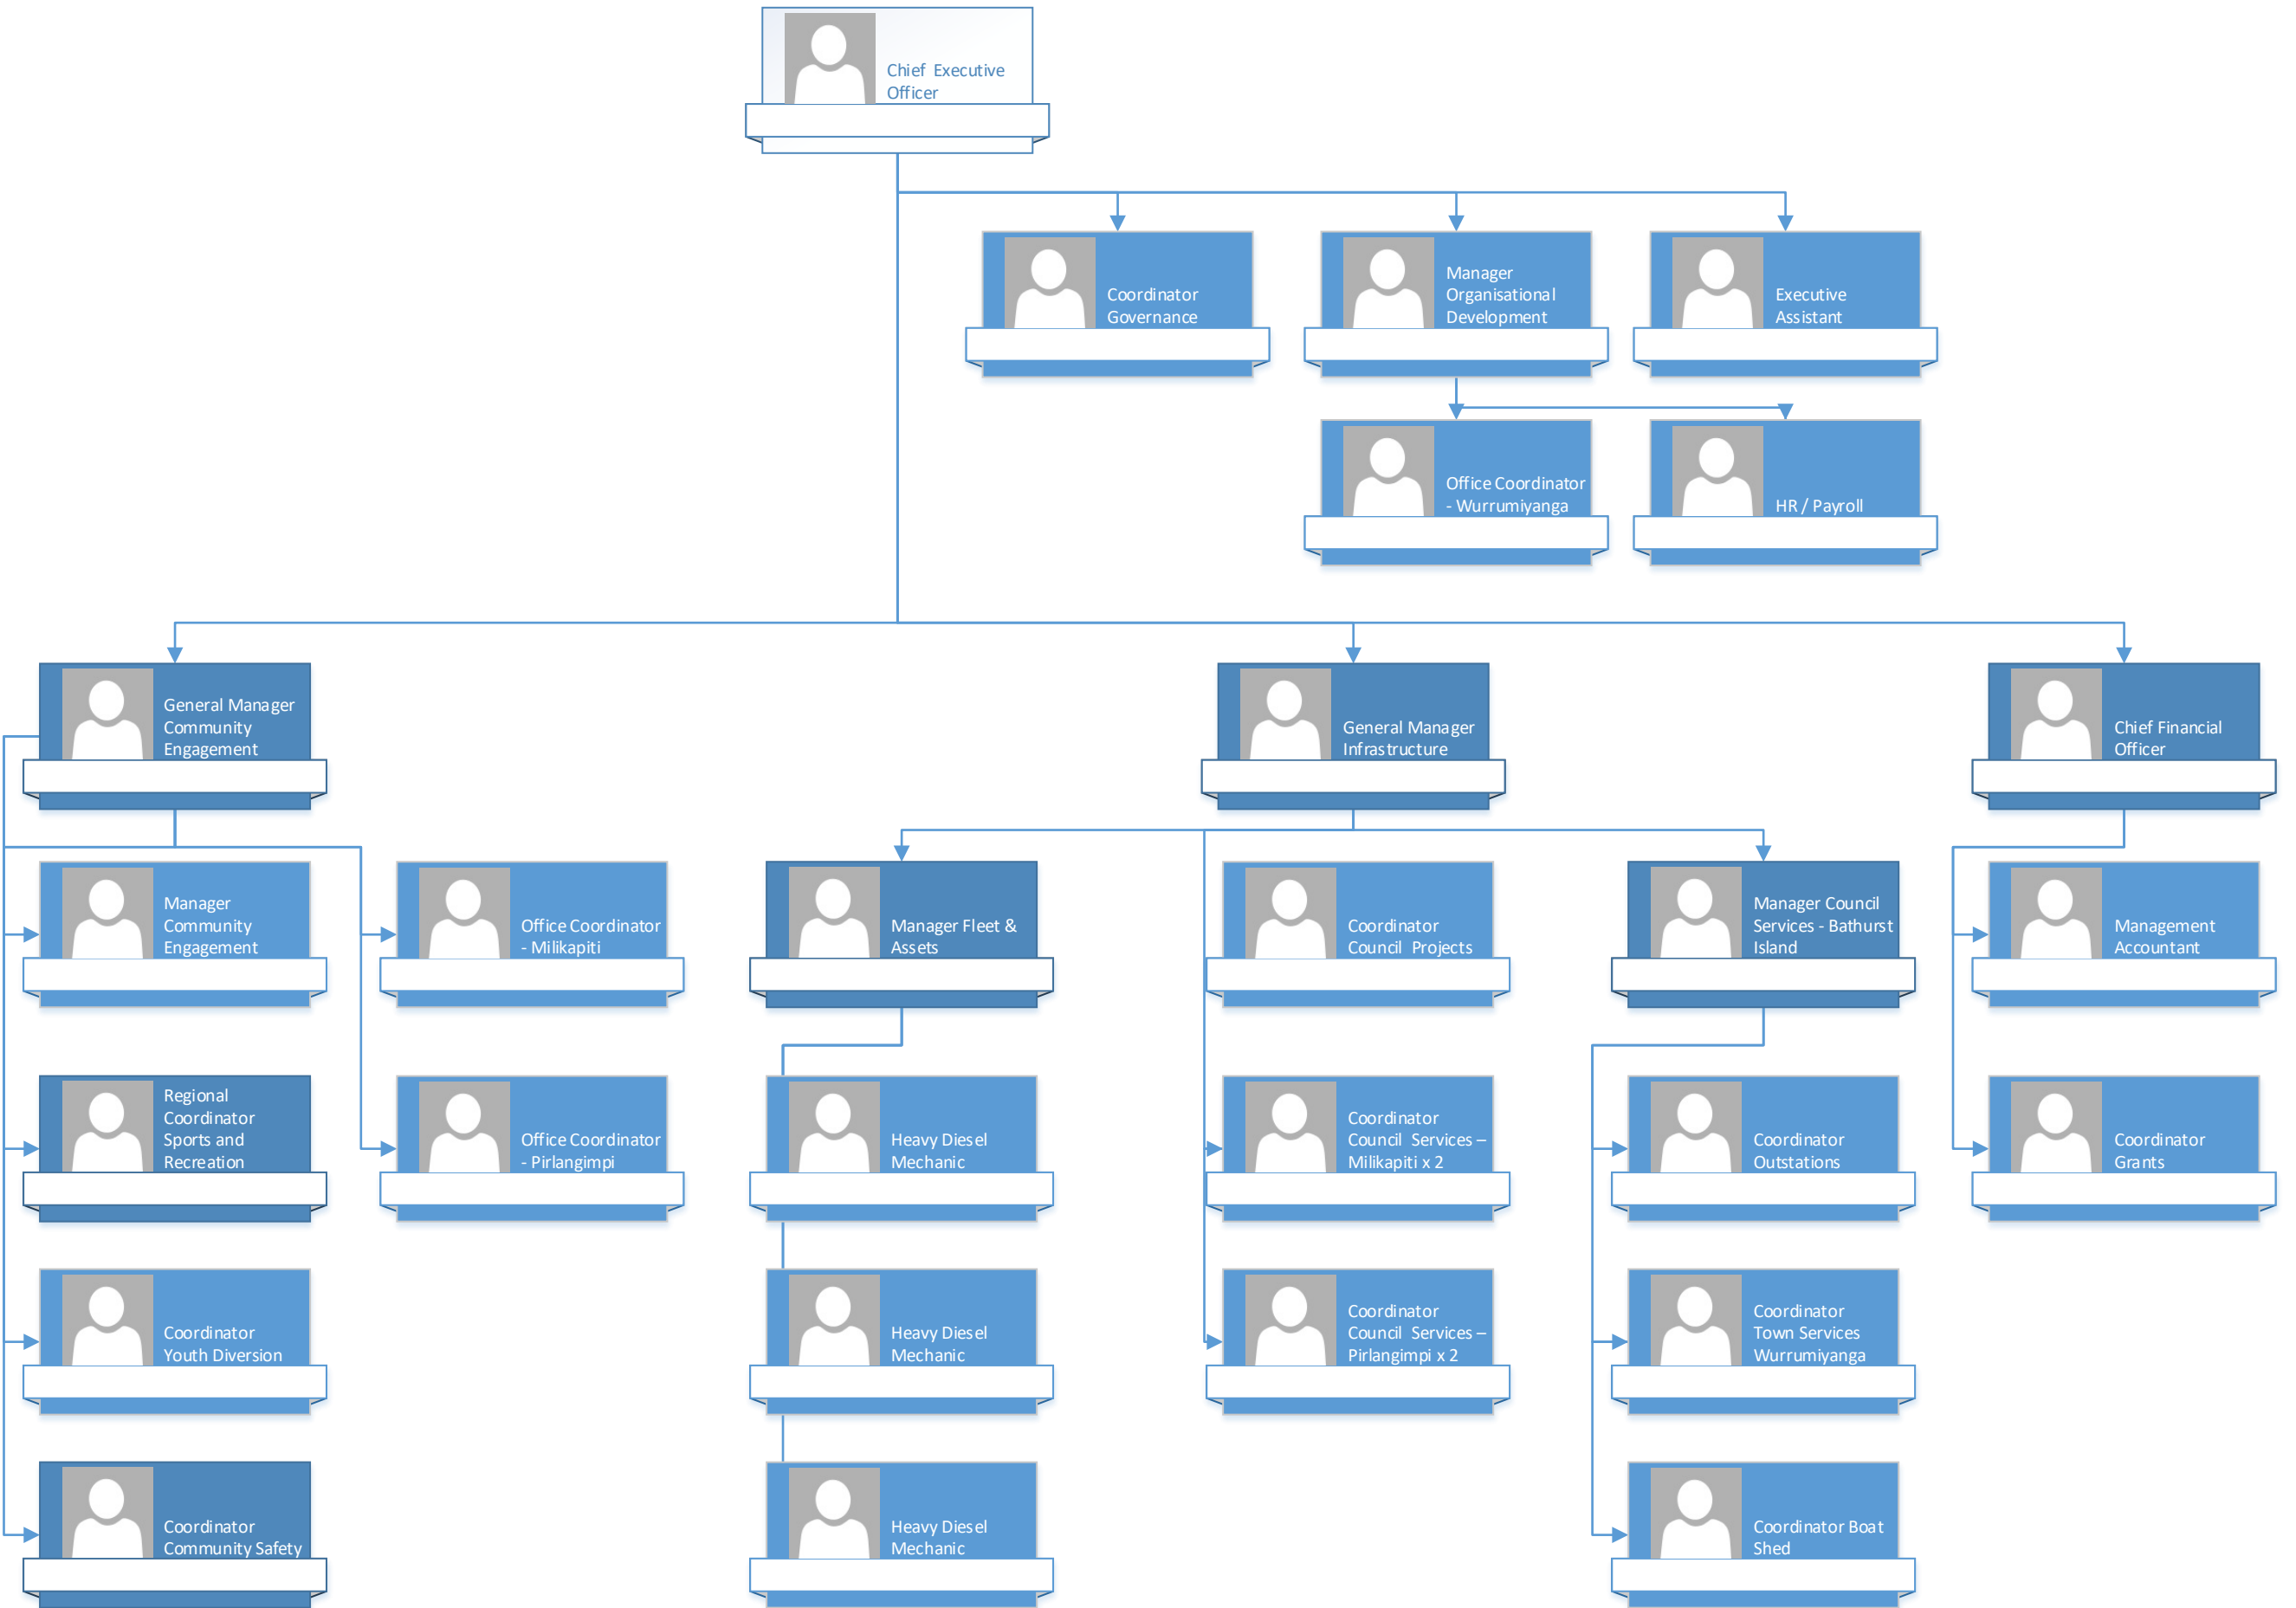 Chief Executive
Officer
Coordinator
Governance
Manager
Organisational
Development
Executive
Assistant
Office Coordinator
- Wurrumiyanga
HR / Payroll
General Manager
Community
Engagement
General Manager
Infrastructure
Chief Financial
Officer
Manager
Community
Engagement
Office Coordinator
- Milikapiti
Manager Fleet &
Assets
Coordinator
Council Projects
Manager Council
Services - Bathurst
Island
Management
Accountant
Regional
Coordinator
Sports and
Recreation
Office Coordinator
- Pirlangimpi
Heavy Diesel
Mechanic
Coordinator
Council Services –
Milikapiti x 2
Coordinator
Outstations
Coordinator
Grants
Coordinator
Youth Diversion
Heavy Diesel
Mechanic
Coordinator
Council Services –
Pirlangimpi x 2
Coordinator
Town Services
Wurrumiyanga
Coordinator
Community Safety
Heavy Diesel
Mechanic
Coordinator Boat
Shed